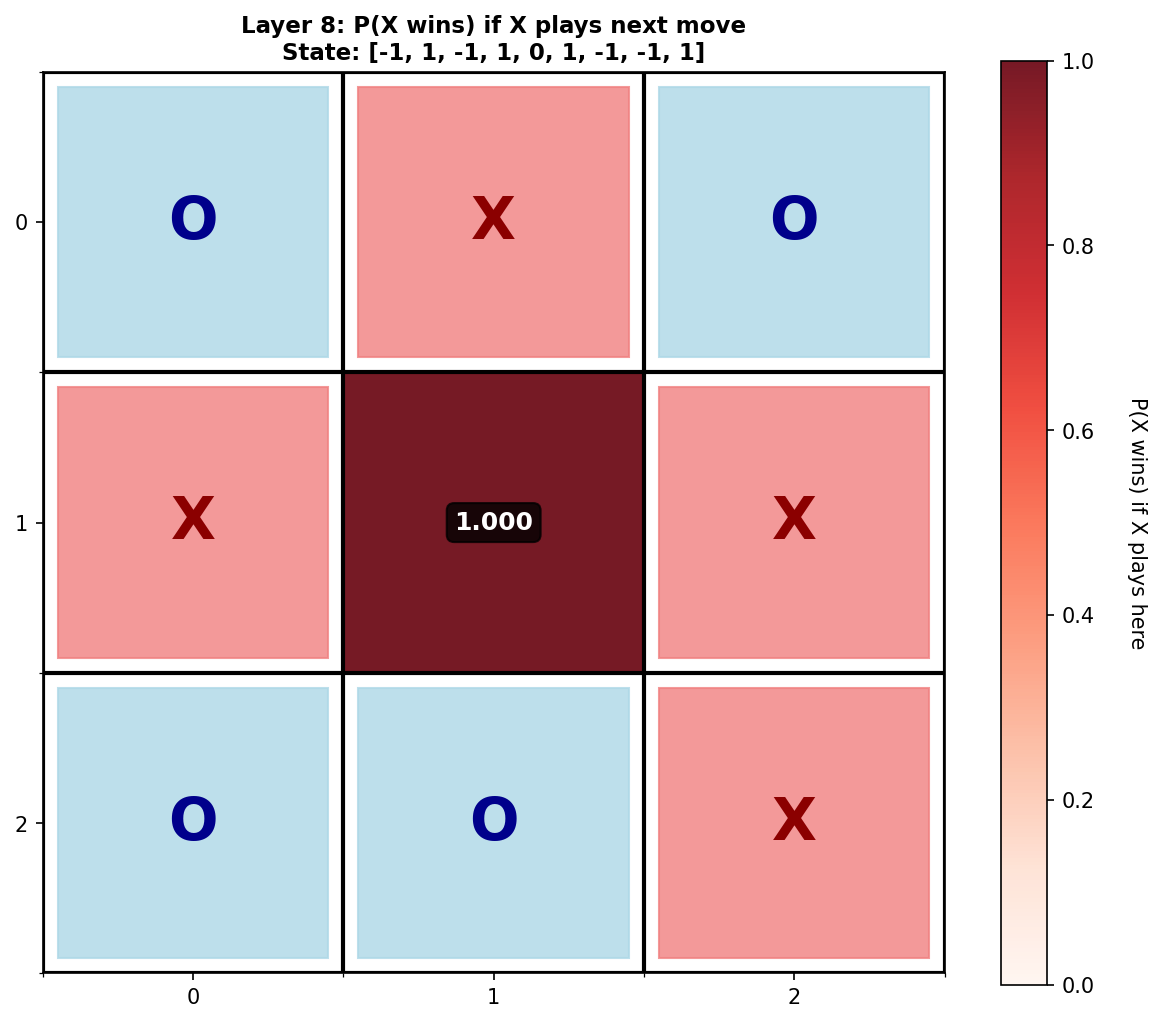 Layer 8: P(X wins) if X plays next move
State: [-1, 1, -1, 1, 0, 1, -1, -1, 1]
O X O
X 1.000 X
O O X
0
1
2
0 1 2
1.0
0.8
0.6
0.4
0.2
0.0
P(X wins) if X plays here